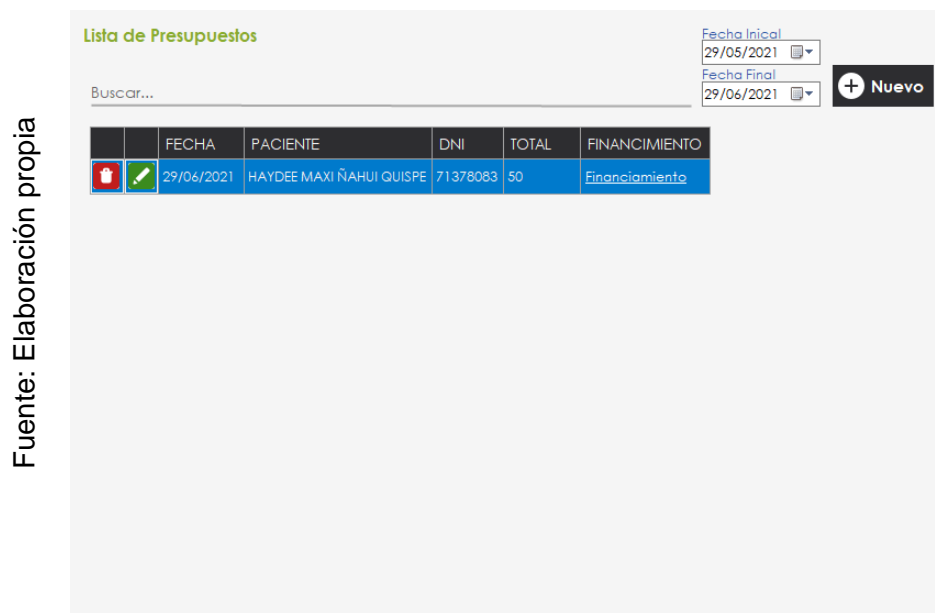 Lista de Presupuestos
Fecha Inical
29/05/2021
Fecha Final
29/06/2021
Nuevo
Buscar...
FECHA PACIENTE DNI TOTAL FINANCIMIENTO
29/06/2021 HAYDEE MAXI ÑAHUI QUISPE 71378083 50 Financiamiento
Fuente: Elaboración propia